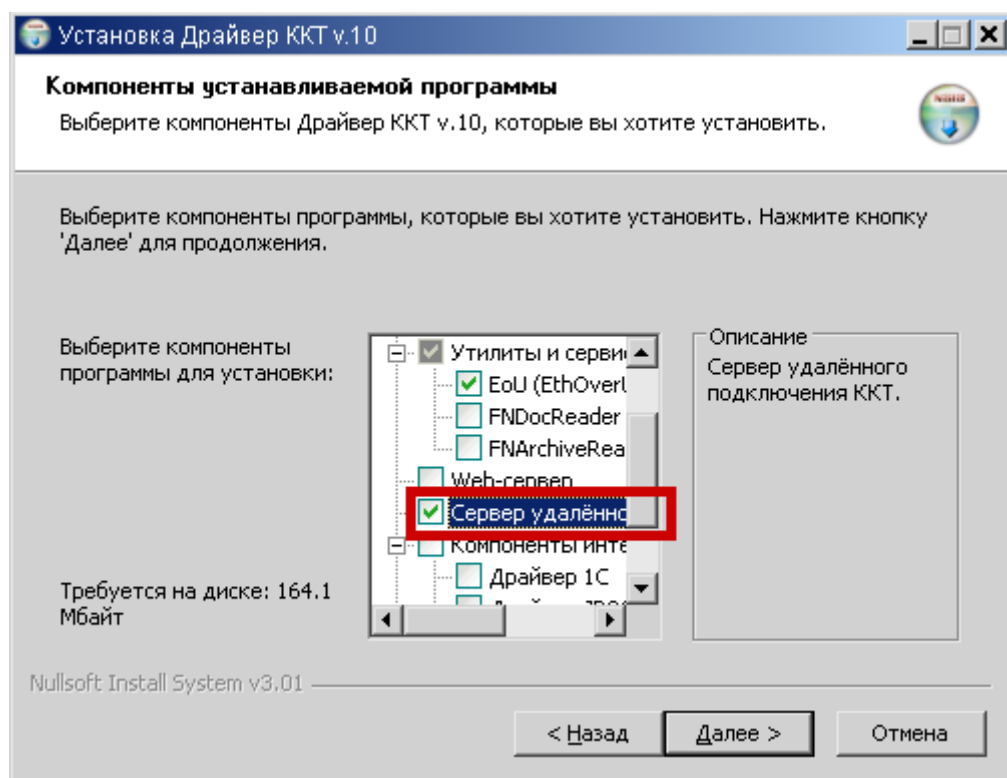 Установка Драйвер ККТ v.10
Компоненты устанавливаемой программы
Выберите компоненты Драйвер ККТ v.10, которые вы хотите установить.
Выберите компоненты программы, которые вы хотите установить. Нажмите кнопку
'Далее' для продолжения.
Выберите компоненты
программы для установки:
Утилиты и серви
EoU (EthOver
FNDocReader
FNArchiveRea
Web-сервер
Сервер удалённо
Компоненты инте
Драйвер 1С
Описание
Сервер удалённого
подключения ККТ.
Требуется на диске: 164.1
Мбайт
Nullsoft Install System v3.01
< Назад
Далее >
Отмена